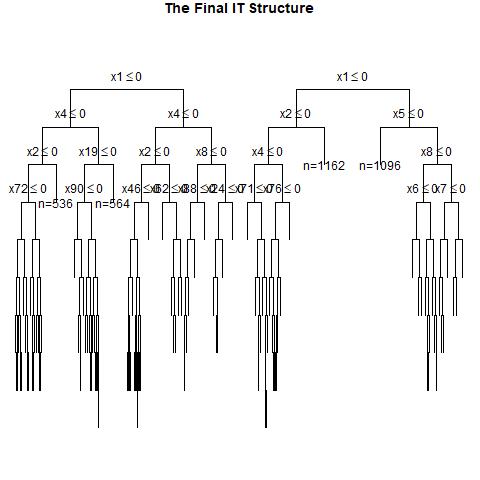 The Final IT Structure
x1 ≤ 0 x1 ≤ 0
x4 ≤ 0 x4 ≤ 0 x2 ≤ 0 x5 ≤ 0
x2 ≤ 0 x19 ≤ 0 x2 ≤ 0 x8 ≤ 0 x4 ≤ 0 n=1162 n=1096 x8 ≤ 0
x72 ≤ 0 x90 ≤ 0 x46 ≤ 0 x62 ≤ 0 x88 ≤ 0 x24 ≤ 0 x71 ≤ 0 x76 ≤ 0 x6 ≤ 0 x7 ≤ 0
n=536 n=564